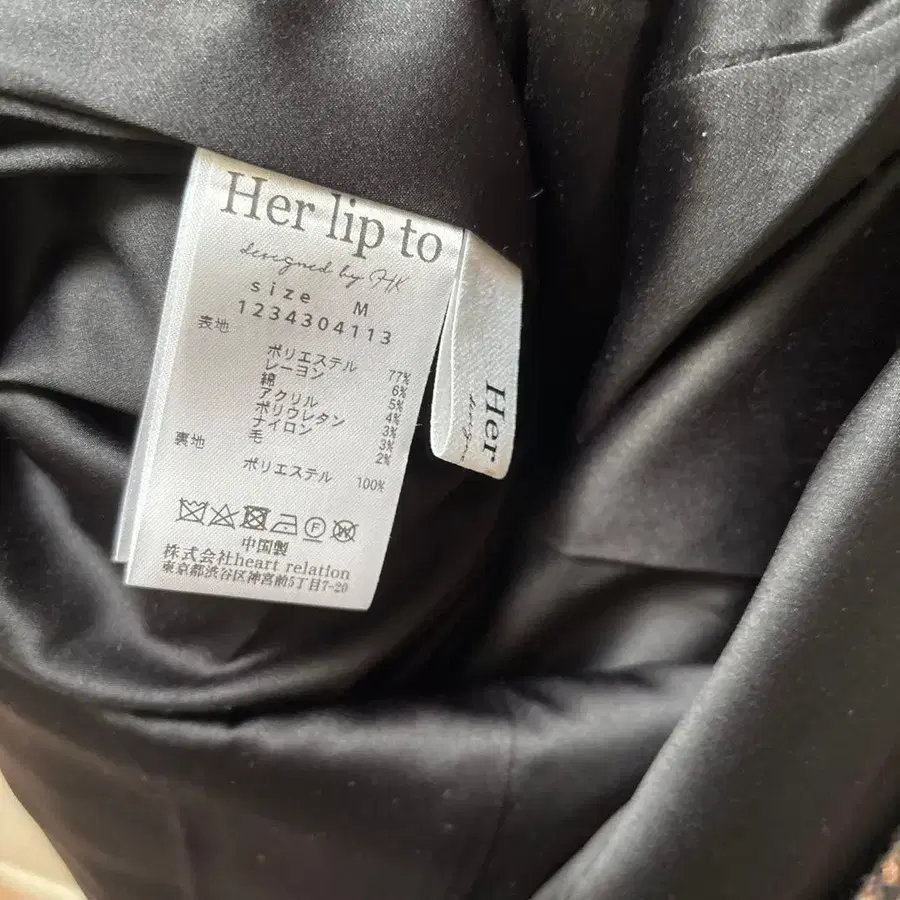 Her lip to
designed by HK
size M
1234304113
表地
ポリエステル 77%
レーヨン 6%
綿 5%
アクリル 4%
ポリウレタン 3%
ナイロン 3%
毛 2%
裏地
ポリエステル 100%
F
中国製
株式会社heart relation
東京都渋谷区神宮前5丁目7-20
Her